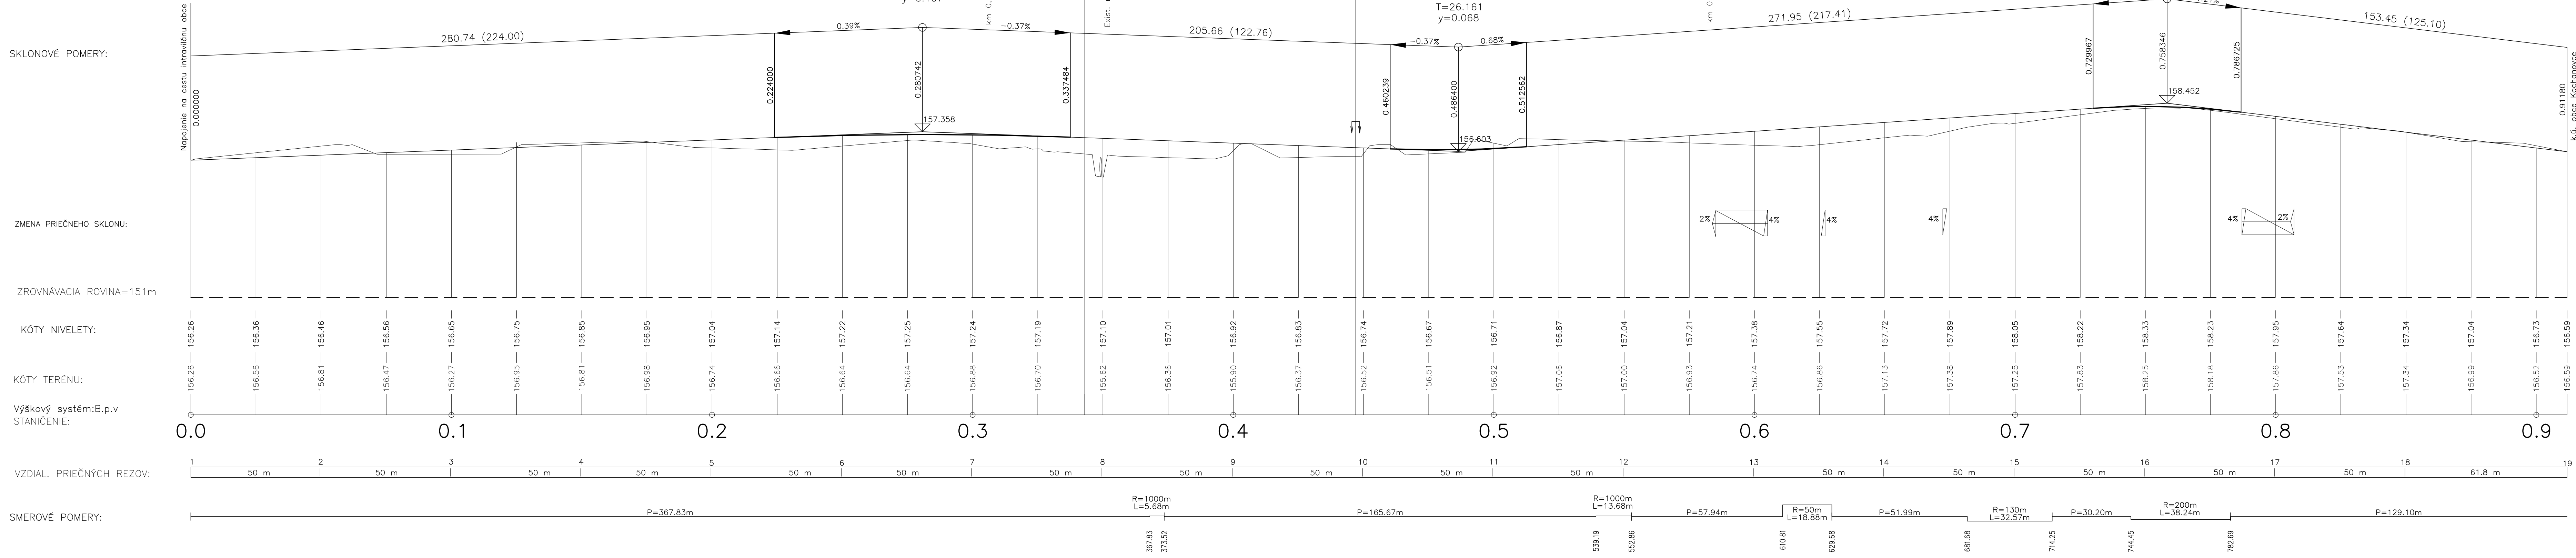 T=26.161
y=0.068
SKLONOVÉ POMERY:
Napojenie na cestu intravilánu obce
0.000000
280.74 (224.00)
0.39%
-0.37%
205.66 (122.76)
-0.37%
0.68%
271.95 (217.41)
153.45 (125.10)
0.224000
0.280742
0.337484
0.460239
0.486400
0.512562
0.729967
0.758346
0.786725
0.91180
k.ú. obce Kochanovce
157.358
156.603
158.452
km 0,
Exist.
km 0
ZMENA PRIEČNEHO SKLONU:
2% 4% 4% 4% 4% 2%
ZROVNÁVACIA ROVINA=151m
KÓTY NIVELETY:
156.26 156.36 156.46 156.56 156.65 156.75 156.85 156.95 157.04 157.14 157.22 157.25 157.24 157.19 157.10 157.01 156.92 156.83 156.74 156.67 156.71 156.87 157.04 157.21 157.38 157.55 157.72 157.89 158.05 158.22 158.33 158.23 157.95 157.64 157.34 157.04 156.73 156.59
KÓTY TERÉNU:
156.26 156.56 156.81 156.47 156.27 156.95 156.81 156.98 156.74 156.66 156.64 156.64 156.88 156.70 155.62 156.36 155.90 156.37 156.52 156.51 156.92 157.06 157.00 156.93 156.74 156.86 157.13 157.38 157.25 157.83 158.25 158.18 157.86 157.53 157.34 156.99 156.52 156.59
Výškový systém:B.p.v
STANIČENIE:
0.0 0.1 0.2 0.3 0.4 0.5 0.6 0.7 0.8 0.9
VZDIAL. PRIEČNYCH REZOV:
1 2 3 4 5 6 7 8 9 10 11 12 13 14 15 16 17 18 19
50 m 50 m 50 m 50 m 50 m 50 m 50 m 50 m 50 m 50 m 50 m 50 m 50 m 50 m 50 m 50 m 50 m 61.8 m
SMEROVÉ POMERY:
P=367.83m
R=1000m
L=5.68m
P=165.67m
R=1000m
L=13.68m
P=57.94m
R=50m
L=18.88m
P=51.99m
R=130m
L=32.57m
P=30.20m
R=200m
L=38.24m
P=129.10m
367.83 373.52 539.19 552.86 610.81 629.68 681.68 714.25 744.45 782.69